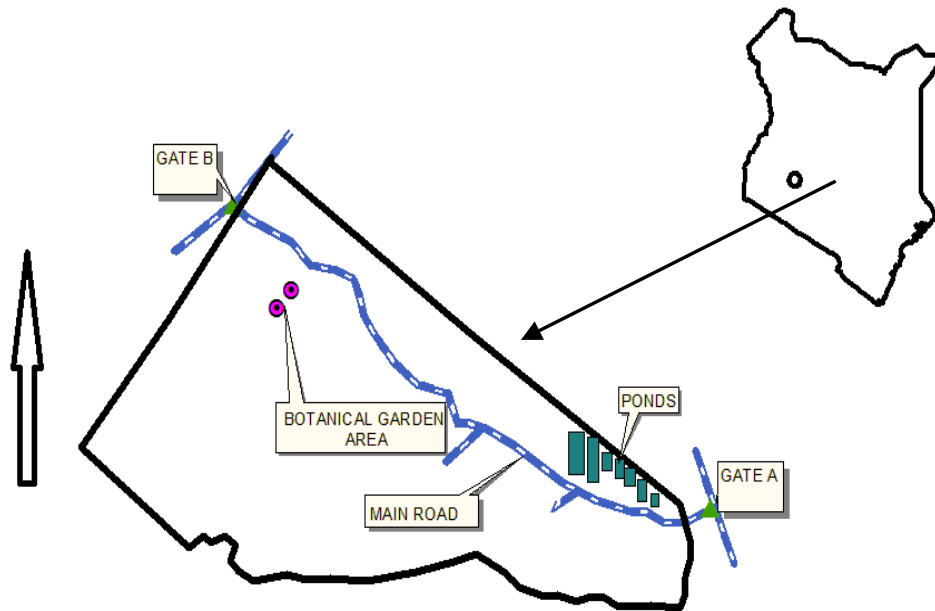 GATE B
PONDS
BOTANICAL GARDEN
AREA
GATE A
MAIN ROAD